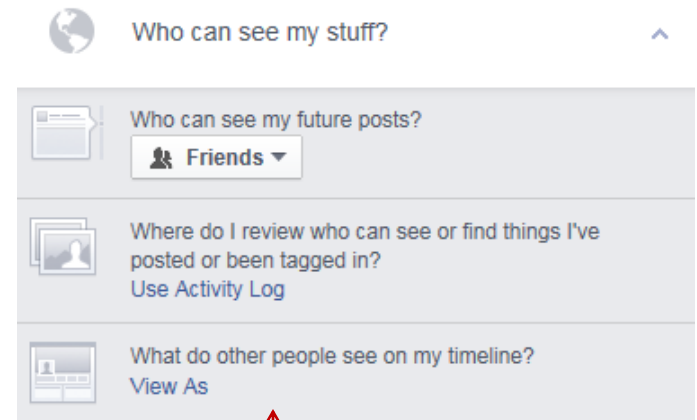 Who can see my stuff?
Who can see my future posts?
Friends
Where do I review who can see or find things I've
posted or been tagged in?
Use Activity Log
What do other people see on my timeline?
View As